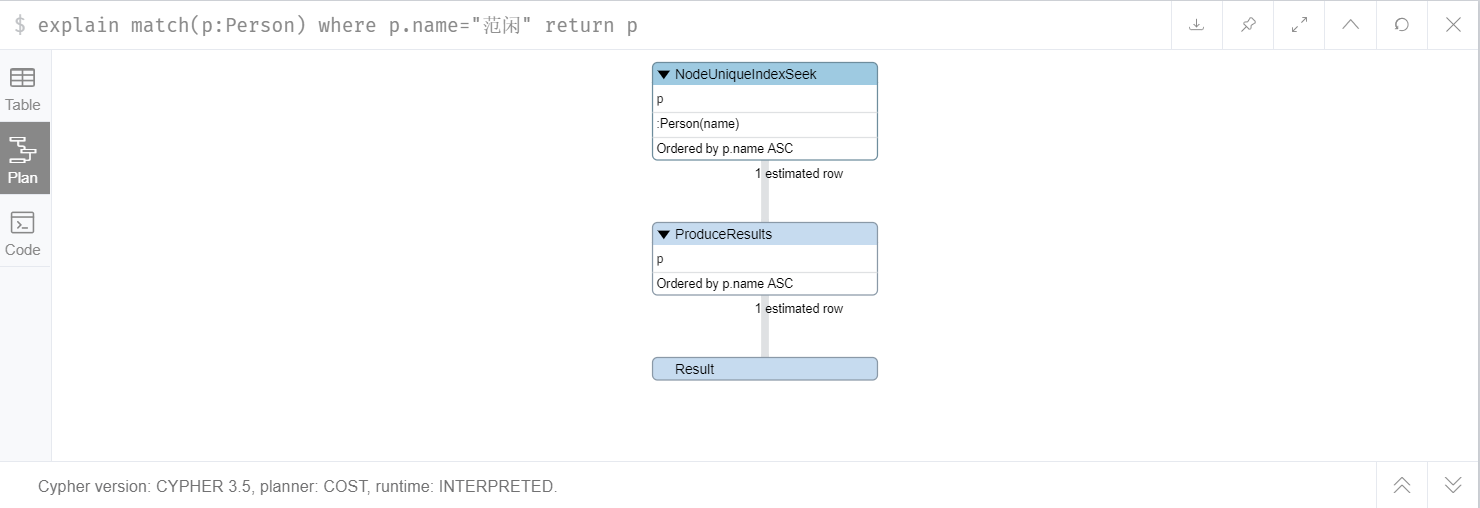 $ explain match(p:Person) where p.name="范闲" return p
Table
Plan
Code
NodeUniqueIndexSeek
p
:Person(name)
Ordered by p.name ASC
1 estimated row
ProduceResults
p
Ordered by p.name ASC
1 estimated row
Result
Cypher version: CYPHER 3.5, planner: COST, runtime: INTERPRETED.